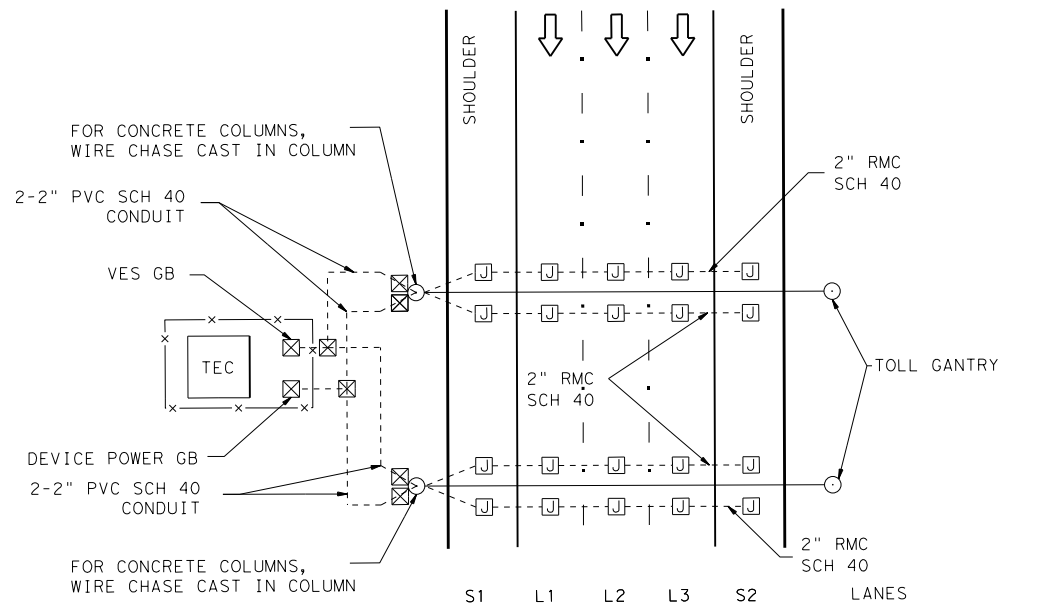 SHOULDER
SHOULDER
FOR CONCRETE COLUMNS,
WIRE CHASE CAST IN COLUMN
2" RMC
SCH 40
2-2" PVC SCH 40
CONDUIT
VES GB
J J J J J
J J J J J
TEC
TOLL GANTRY
2" RMC
SCH 40
DEVICE POWER GB
J J J J J
2-2" PVC SCH 40
CONDUIT
J J J J J
2" RMC
SCH 40
FOR CONCRETE COLUMNS,
WIRE CHASE CAST IN COLUMN
S1 L1 L2 L3 S2 LANES